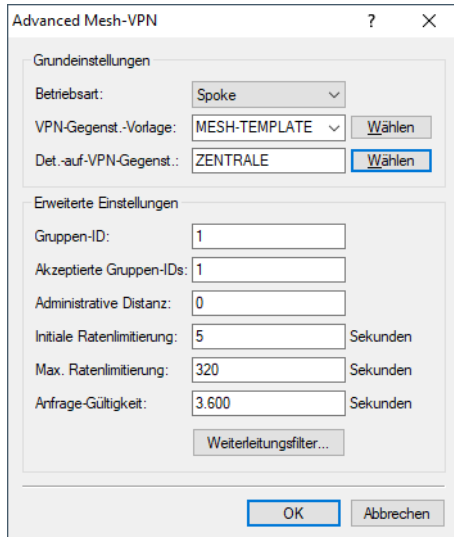 Advanced Mesh-VPN ? ×
Grundeinstellungen
Betriebsart: Spoke
VPN-Gegenst.-Vorlage: MESH-TEMPLATE Wählen
Det.-auf-VPN-Gegenst.: ZENTRALE Wählen
Erweiterte Einstellungen
Gruppen-ID: 1
Akzeptierte Gruppen-IDs: 1
Administrative Distanz: 0
Initiale Ratenlimitierung: 5 Sekunden
Max. Ratenlimitierung: 320 Sekunden
Anfrage-Gültigkeit: 3.600 Sekunden
Weiterleitungsfilter...
OK Abbrechen